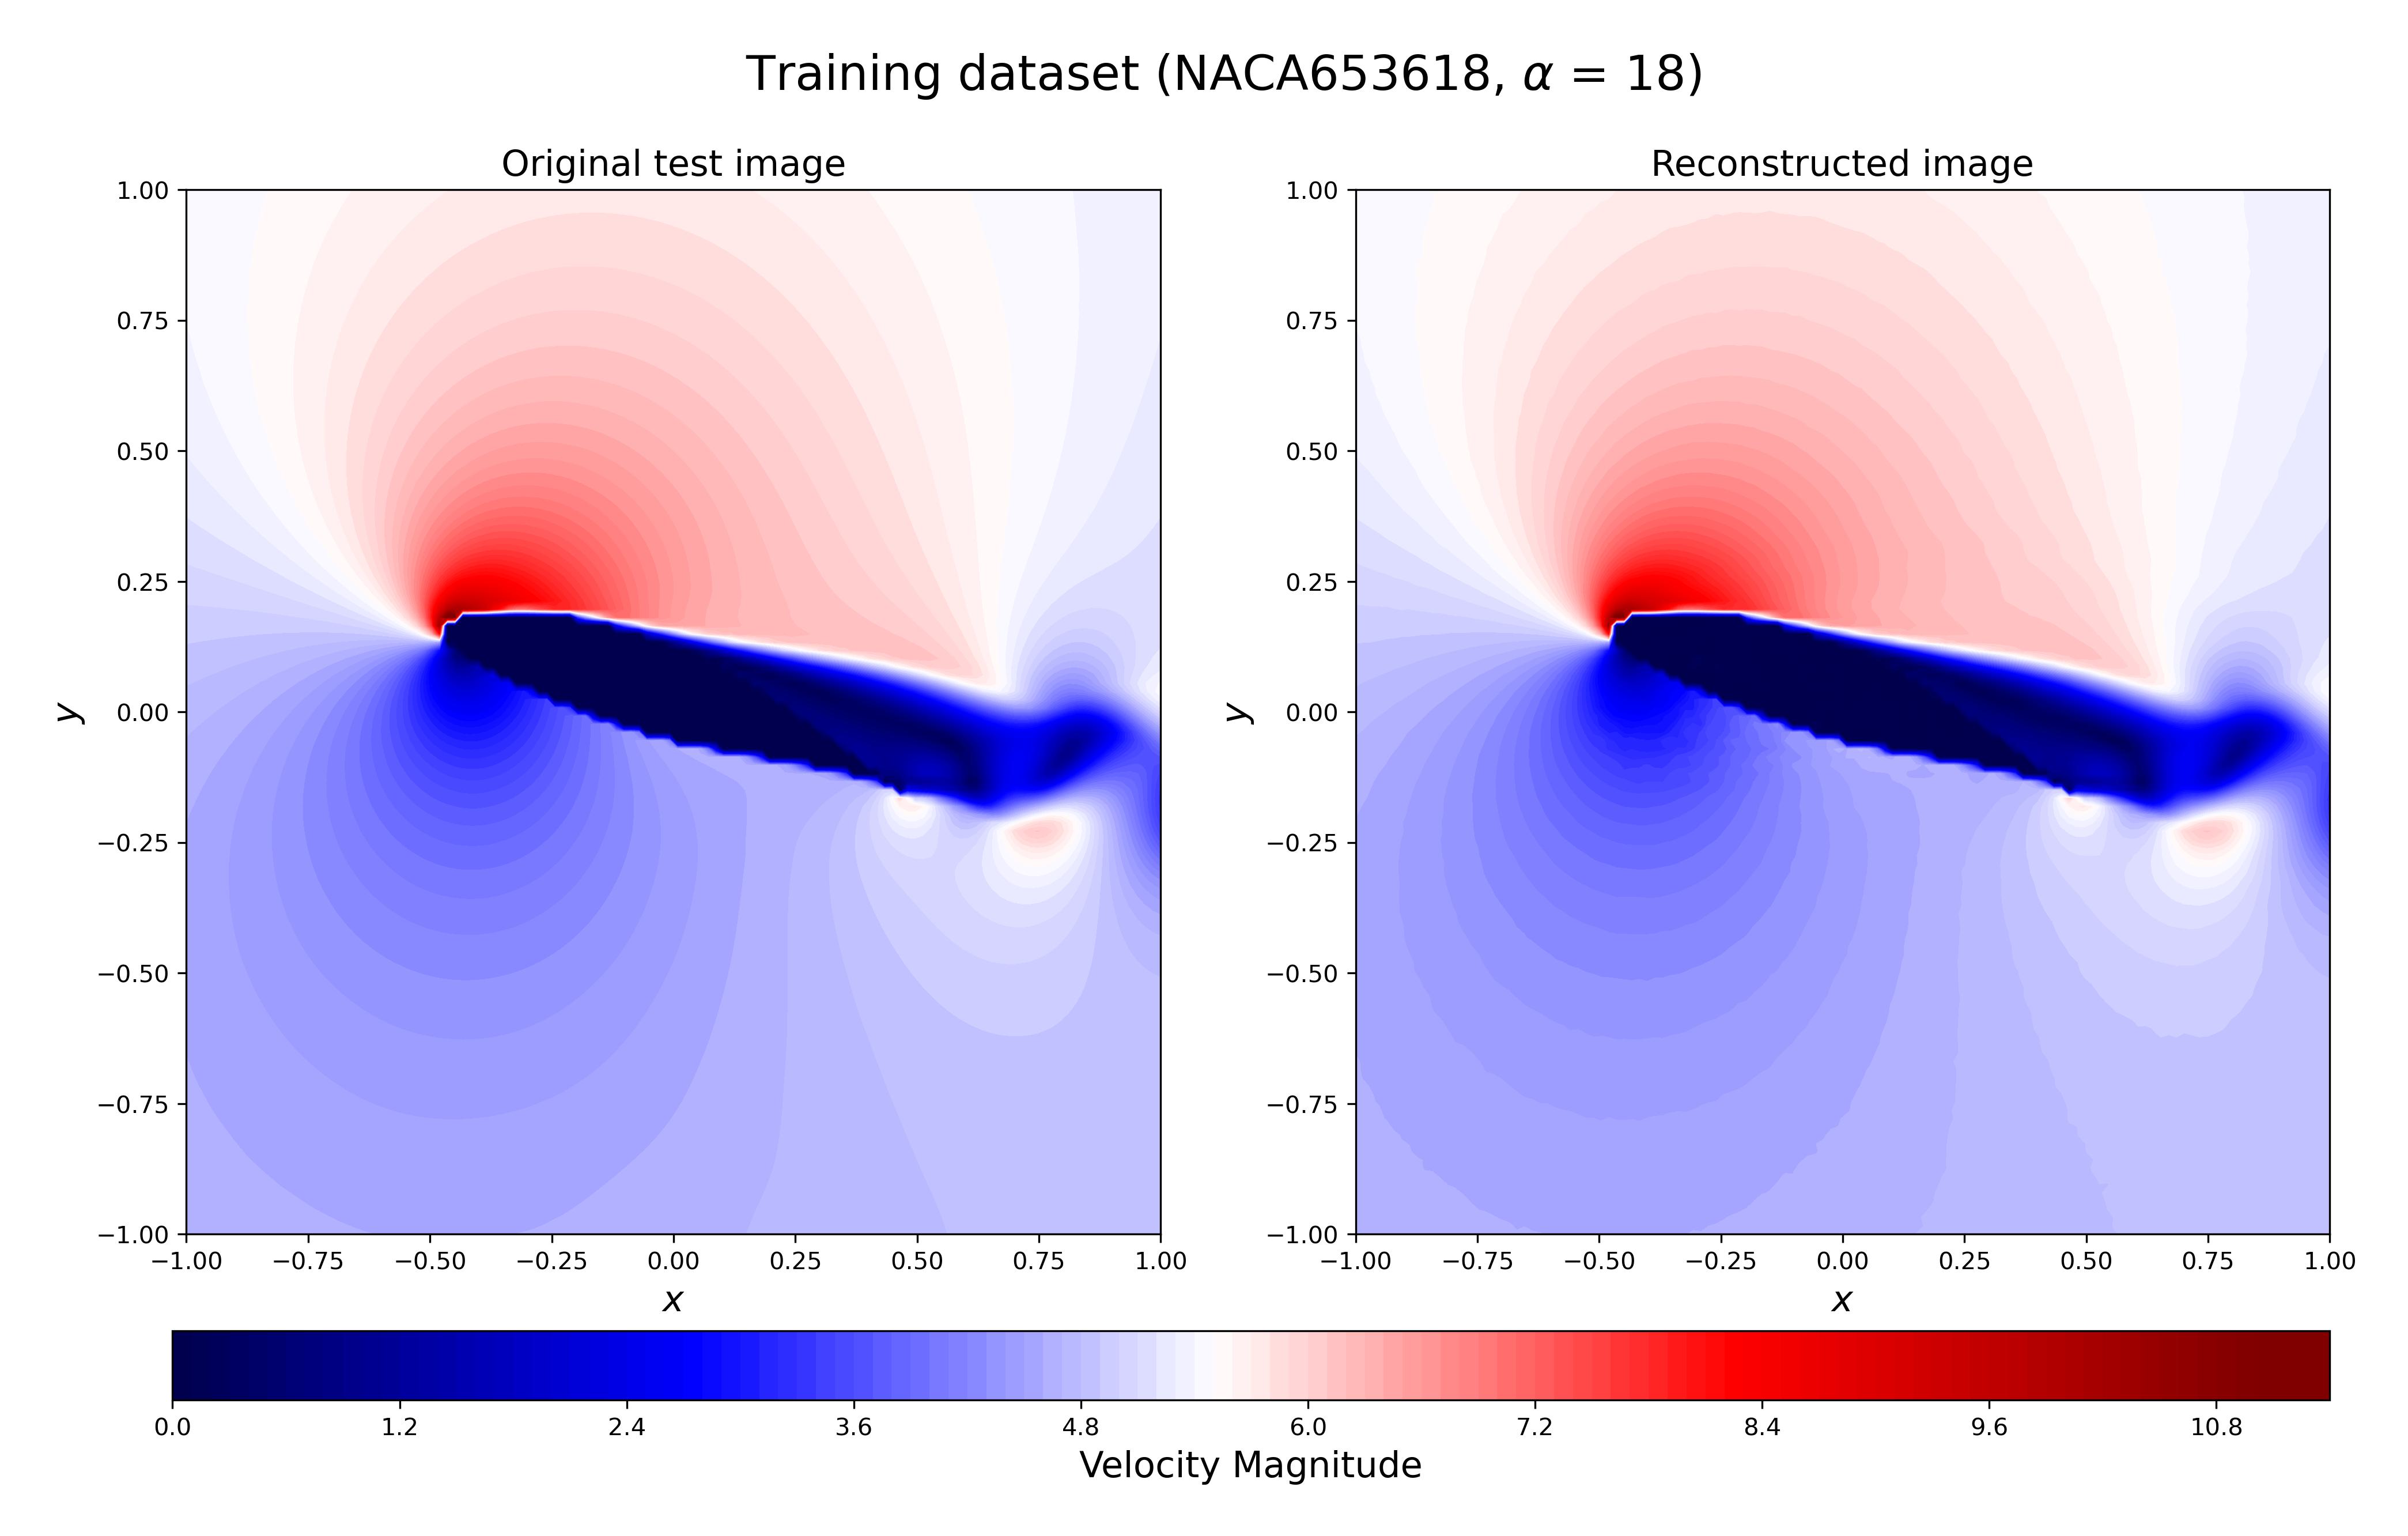 Training dataset (NACA653618, α = 18)
Original test image
Reconstructed image
1.00
0.75
0.50
0.25
0.00
−0.25
−0.50
−0.75
−1.00
y
−1.00 −0.75 −0.50 −0.25 0.00 0.25 0.50 0.75 1.00
x
1.00
0.75
0.50
0.25
0.00
−0.25
−0.50
−0.75
−1.00
y
−1.00 −0.75 −0.50 −0.25 0.00 0.25 0.50 0.75 1.00
x
0.0 1.2 2.4 3.6 4.8 6.0 7.2 8.4 9.6 10.8
Velocity Magnitude